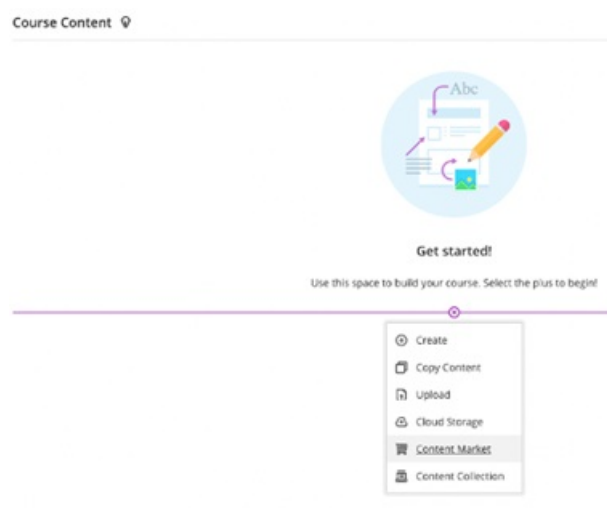 Course Content
Abc
Get started!
Use this space to build your course. Select the plus to begin!
Create
Copy Content
Upload
Cloud Storage
Content Market
Content Collection